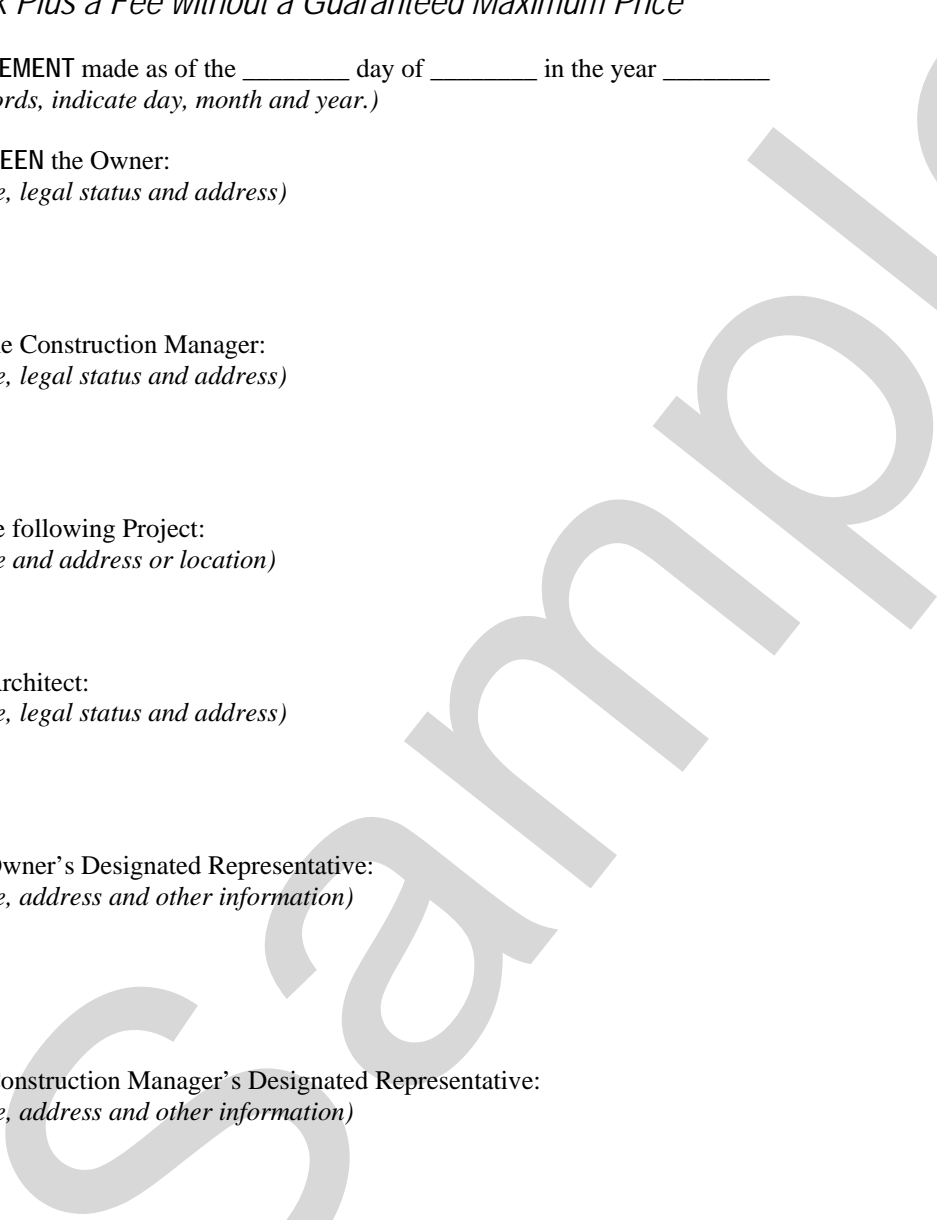 Plus a Fee without a Guaranteed Maximum Price
EMENT made as of the ________ day of ________ in the year ________
ords, indicate day, month and year.)
EEN the Owner:
e, legal status and address)
e Construction Manager:
e, legal status and address)
e following Project:
e and address or location)
Architect:
e, legal status and address)
Owner’s Designated Representative:
e, address and other information)
Construction Manager’s Designated Representative:
e, address and other information)
Sample